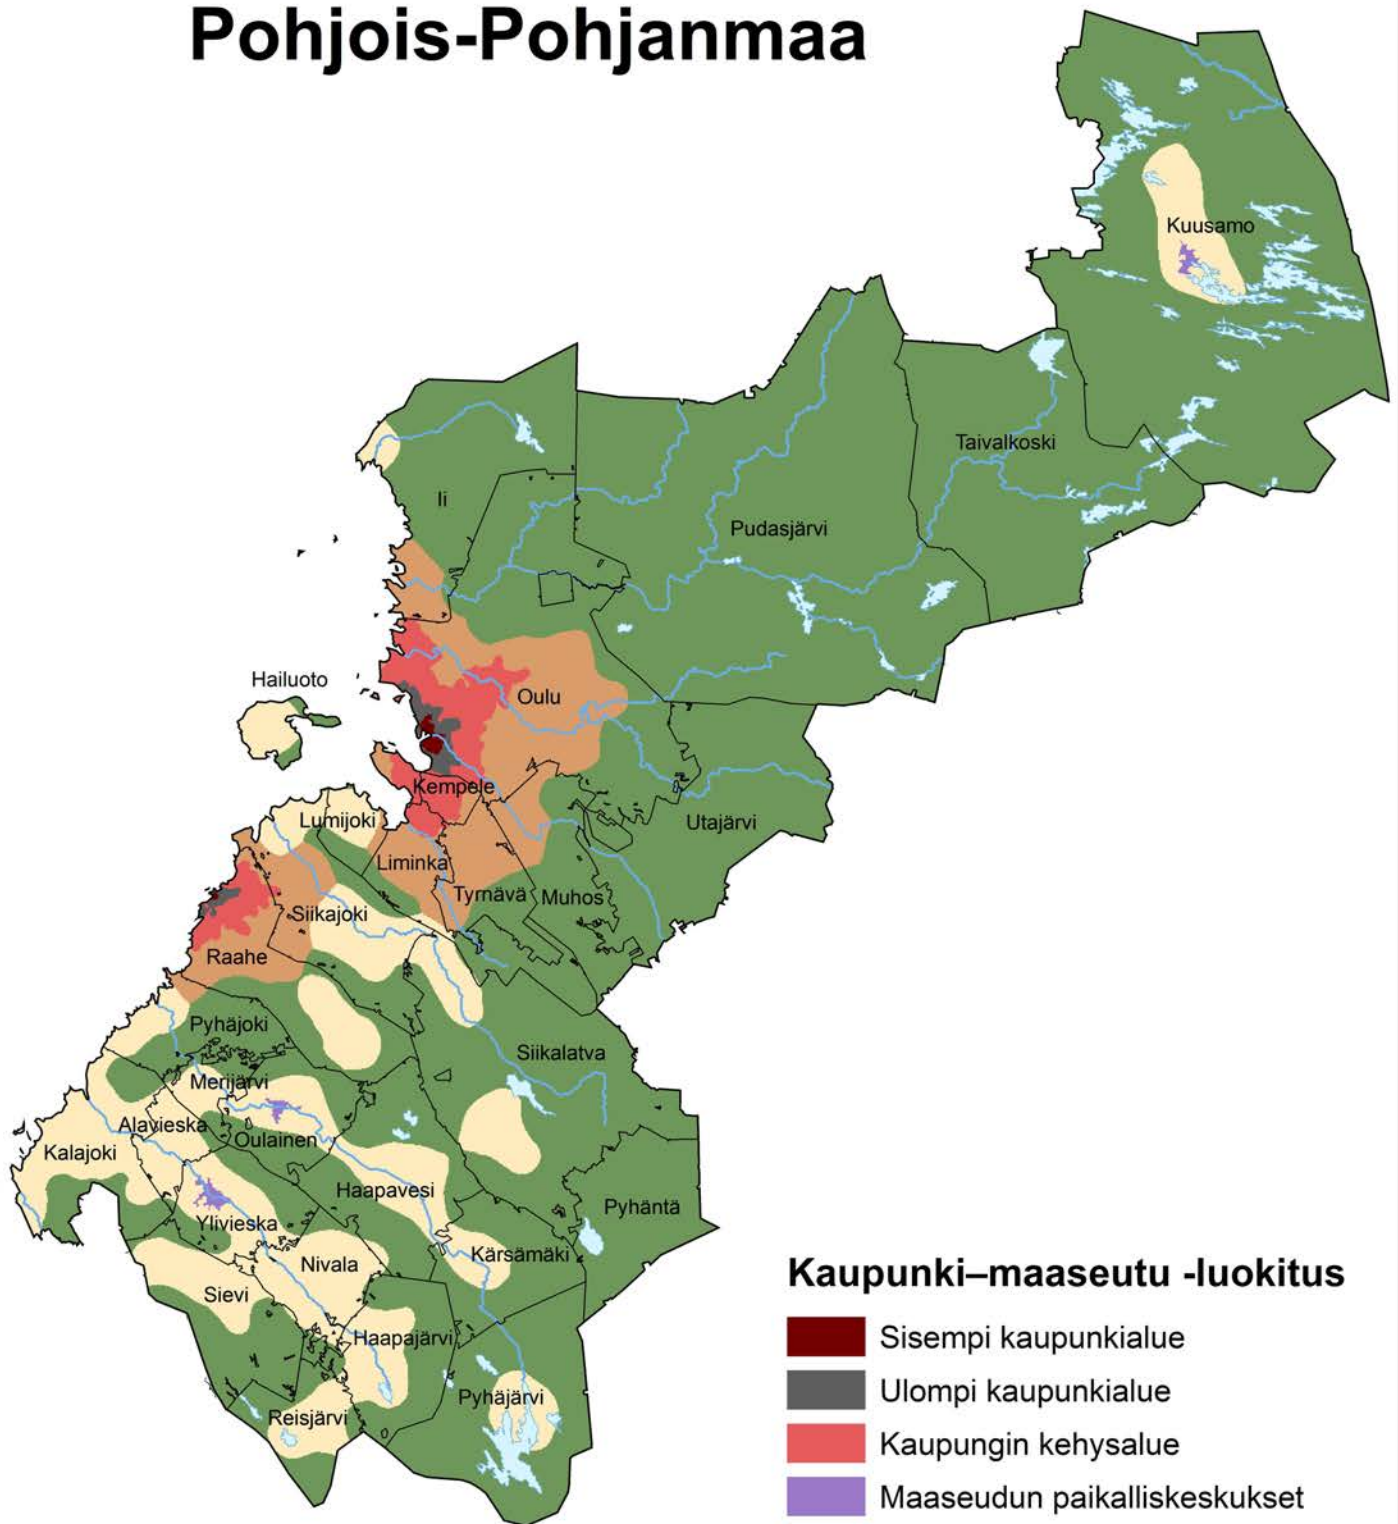 Pohjois-Pohjanmaa
Kuusamo
Taivalkoski
Ii
Pudasjärvi
Hailuoto
Oulu
Kempele
Lumijoki
Utajärvi
Liminka
Tyrnävä
Muhos
Siikajoki
Raahe
Pyhäjoki
Siikalatva
Merijärvi
Alavieska
Oulainen
Kalajoki
Haapavesi
Pyhäntä
Ylivieska
Kärsämäki
Nivala
Sievi
Haapajärvi
Pyhäjärvi
Reisjärvi
Kaupunki–maaseutu -luokitus
Sisempi kaupunkialue
Ulompi kaupunkialue
Kaupungin kehysalue
Maaseudun paikalliskeskukset